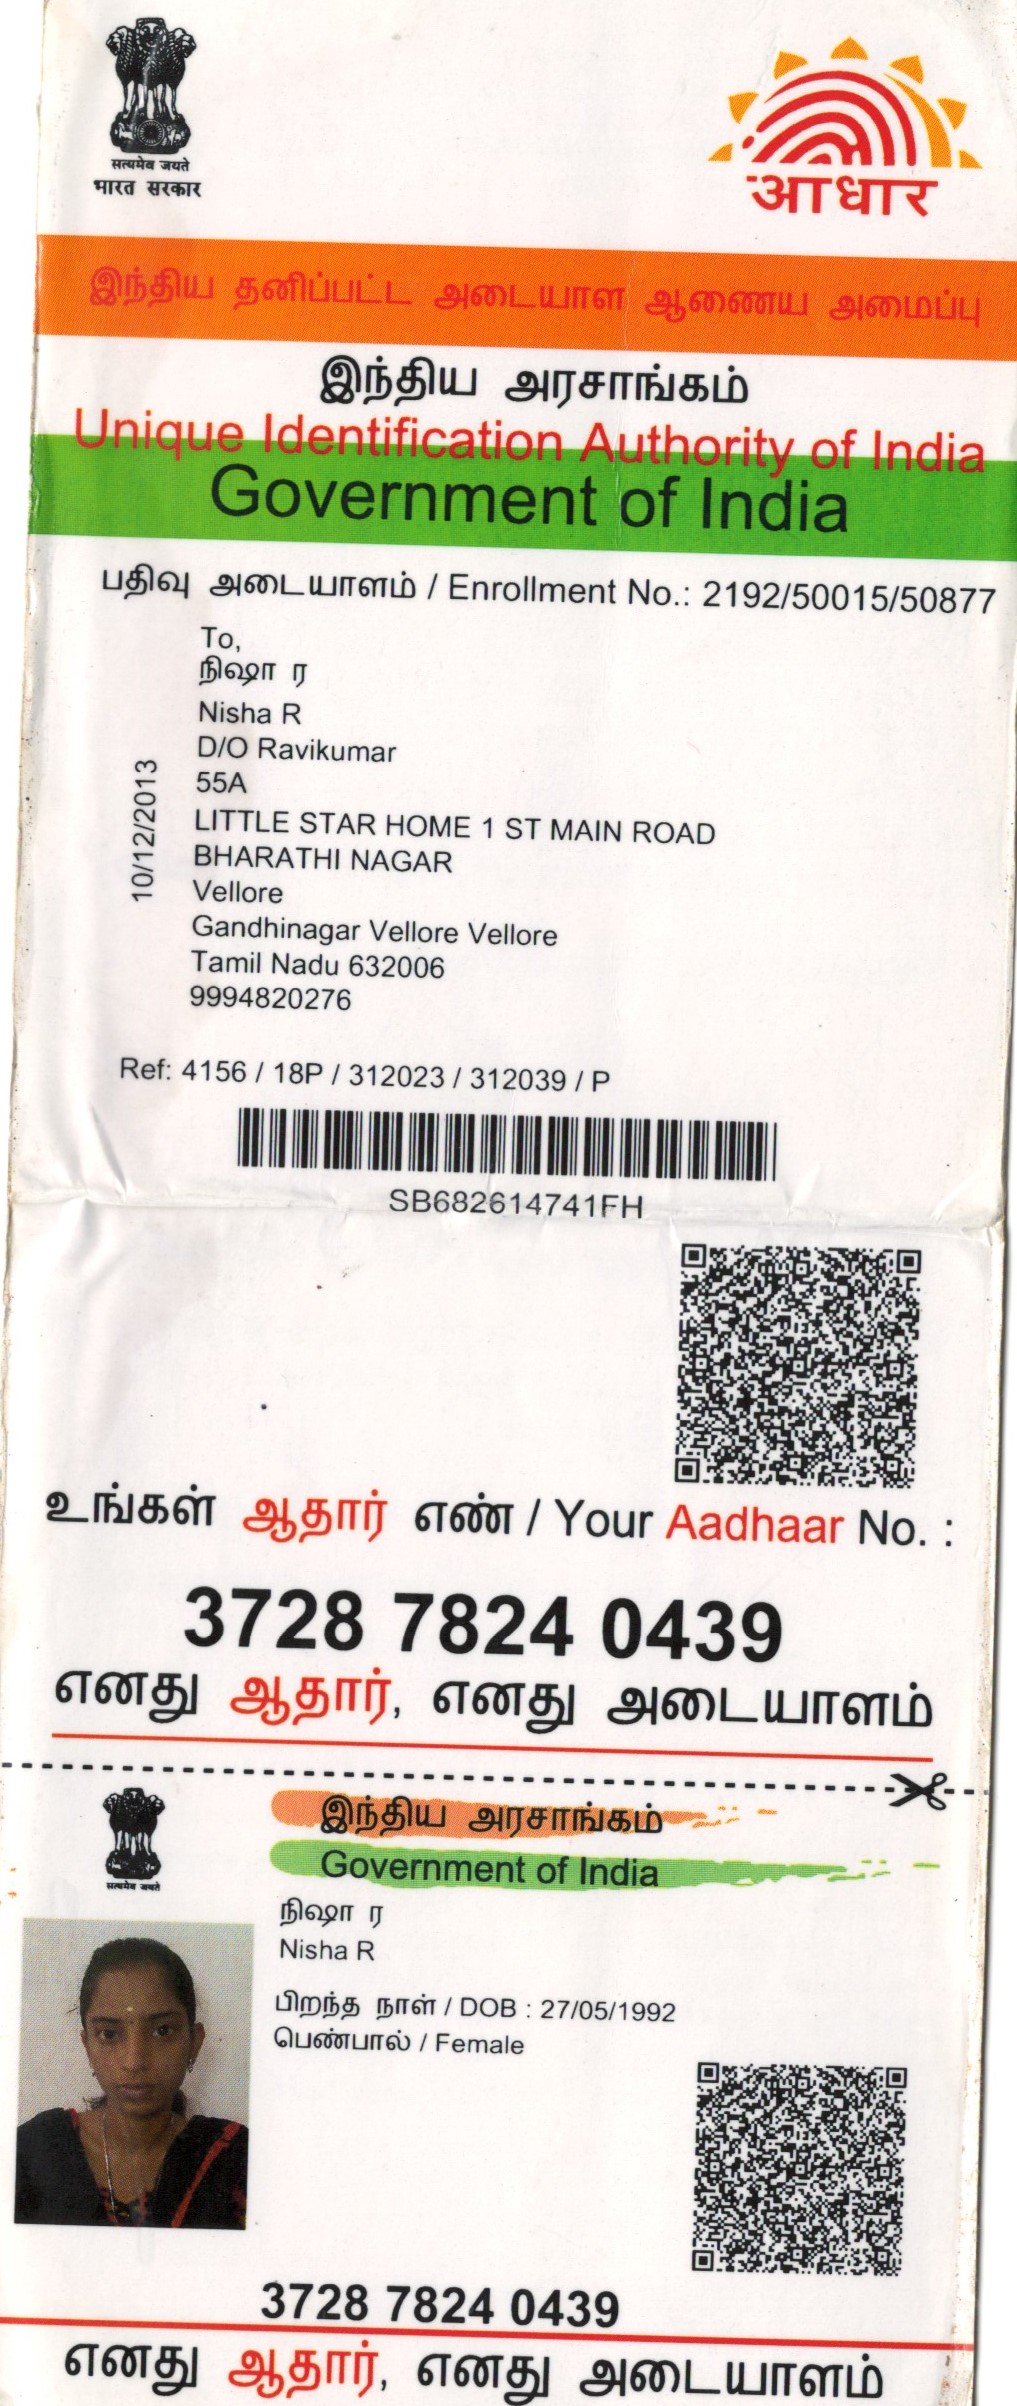 सत्यमेव जयते
भारत सरकार
आधार
இந்திய தனிப்பட்ட அடையாள ஆணைய அமைப்பு
இந்திய அரசாங்கம்
Unique Identification Authority of India
Government of India
பதிவு அடையாளம் / Enrollment No.: 2192/50015/50877
To,
நிஷா ர
Nisha R
D/O Ravikumar
55A
LITTLE STAR HOME 1 ST MAIN ROAD
BHARATHI NAGAR
Vellore
Gandhinagar Vellore Vellore
Tamil Nadu 632006
9994820276
10/12/2013
Ref: 4156 / 18P / 312023 / 312039 / P
SB682614741FH
உங்கள் ஆதார் எண் / Your Aadhaar No. :
3728 7824 0439
எனது ஆதார், எனது அடையாளம்
सत्यमेव जयते
இந்திய அரசாங்கம்
Government of India
நிஷா ர
Nisha R
பிறந்த நாள் / DOB : 27/05/1992
பெண்பால் / Female
3728 7824 0439
எனது ஆதார், எனது அடையாளம்